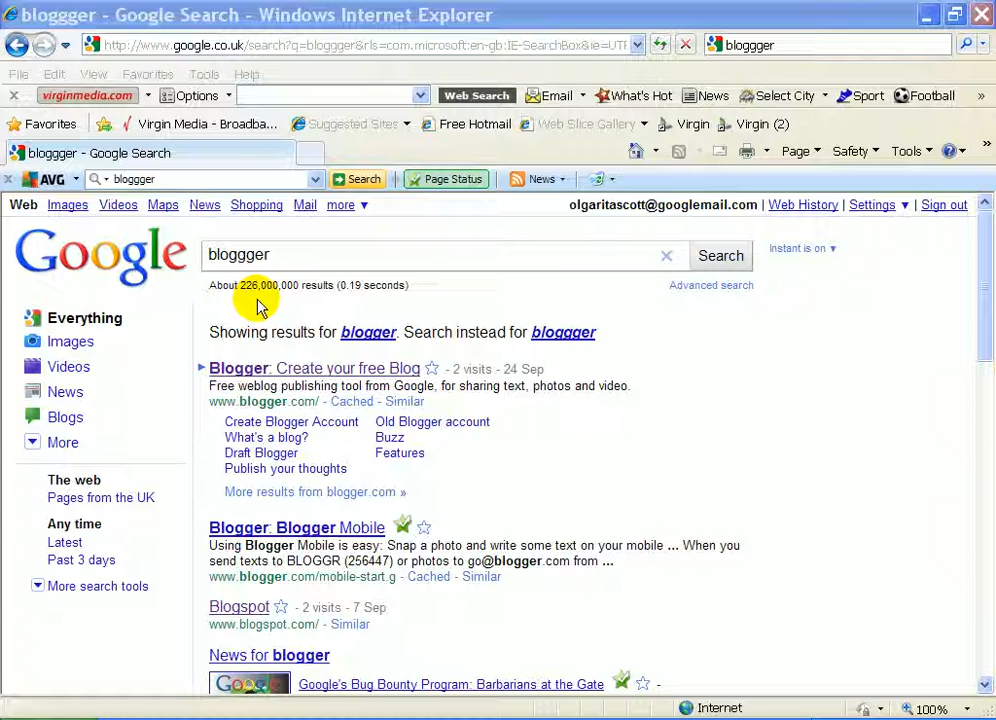 bloggger - Google Search - Windows Internet Explorer
http://www.google.co.uk/search?q=bloggger&rls=com.microsoft:en-gb:IE-SearchBox&ie=UTF
bloggger
File Edit View Favorites Tools Help
virginmedia.com Options Web Search Email What's Hot News Select City Sport Football »
Favorites Virgin Media - Broadba... Suggested Sites Free Hotmail Web Slice Gallery Virgin Virgin (2)
bloggger - Google Search Page Safety Tools »
AVG bloggger Search Page Status News
Web Images Videos Maps News Shopping Mail more ▼ olgaritascott@googlemail.com | Web History | Settings ▼ | Sign out
Google bloggger Search Instant is on ▼
About 226,000,000 results (0.19 seconds) Advanced search
Everything
Images
Videos
News
Blogs
More
The web
Pages from the UK
Any time
Latest
Past 3 days
More search tools
Showing results for blogger. Search instead for bloggger
Blogger: Create your free Blog - 2 visits - 24 Sep
Free weblog publishing tool from Google, for sharing text, photos and video.
www.blogger.com/ - Cached - Similar
Create Blogger Account Old Blogger account
What's a blog? Buzz
Draft Blogger Features
Publish your thoughts
More results from blogger.com »
Blogger: Blogger Mobile
Using Blogger Mobile is easy: Snap a photo and write some text on your mobile ... When you
send texts to BLOGGR (256447) or photos to go@blogger.com from ...
www.blogger.com/mobile-start.g - Cached - Similar
Blogspot - 2 visits - 7 Sep
www.blogspot.com/ - Similar
News for blogger
Google's Bug Bounty Program: Barbarians at the Gate -
Internet 100%